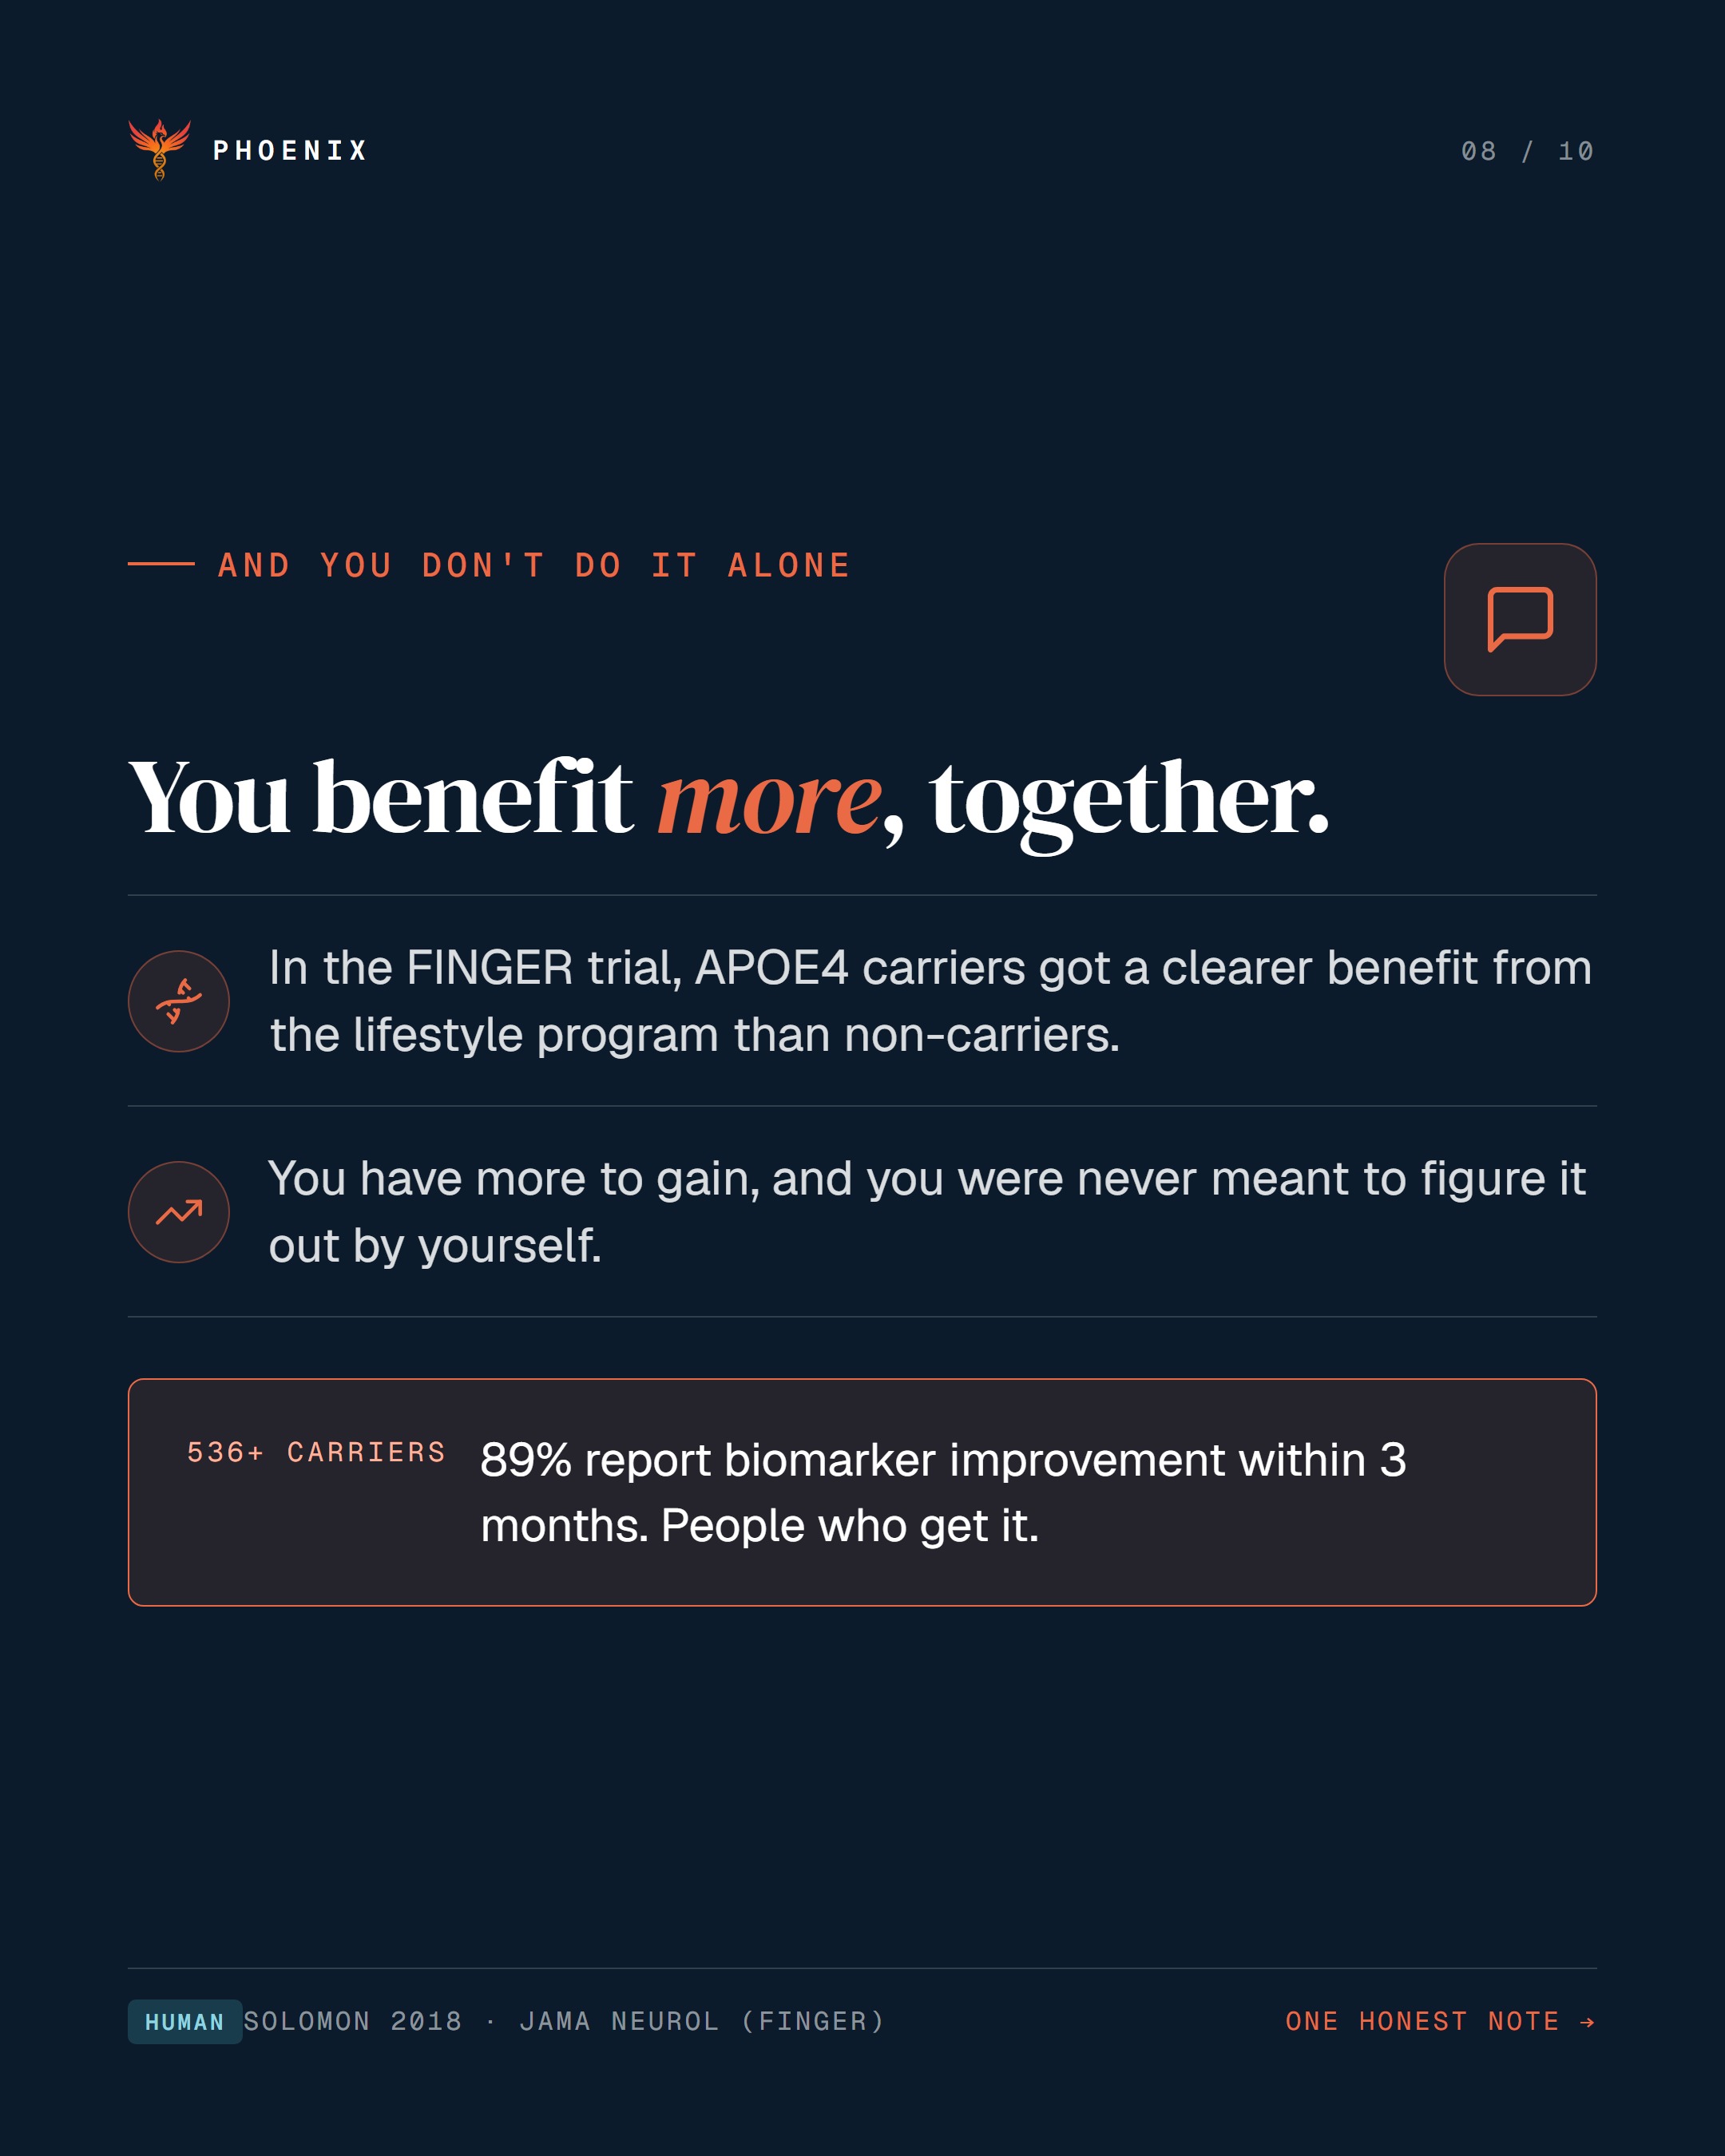 PHOENIX
08 / 10
AND YOU DON'T DO IT ALONE
You benefit more, together.
In the FINGER trial, APOE4 carriers got a clearer benefit from
the lifestyle program than non-carriers.
You have more to gain, and you were never meant to figure it
out by yourself.
536+ CARRIERS
89% report biomarker improvement within 3
months. People who get it.
HUMAN
SOLOMON 2018 · JAMA NEUROL (FINGER)
ONE HONEST NOTE →